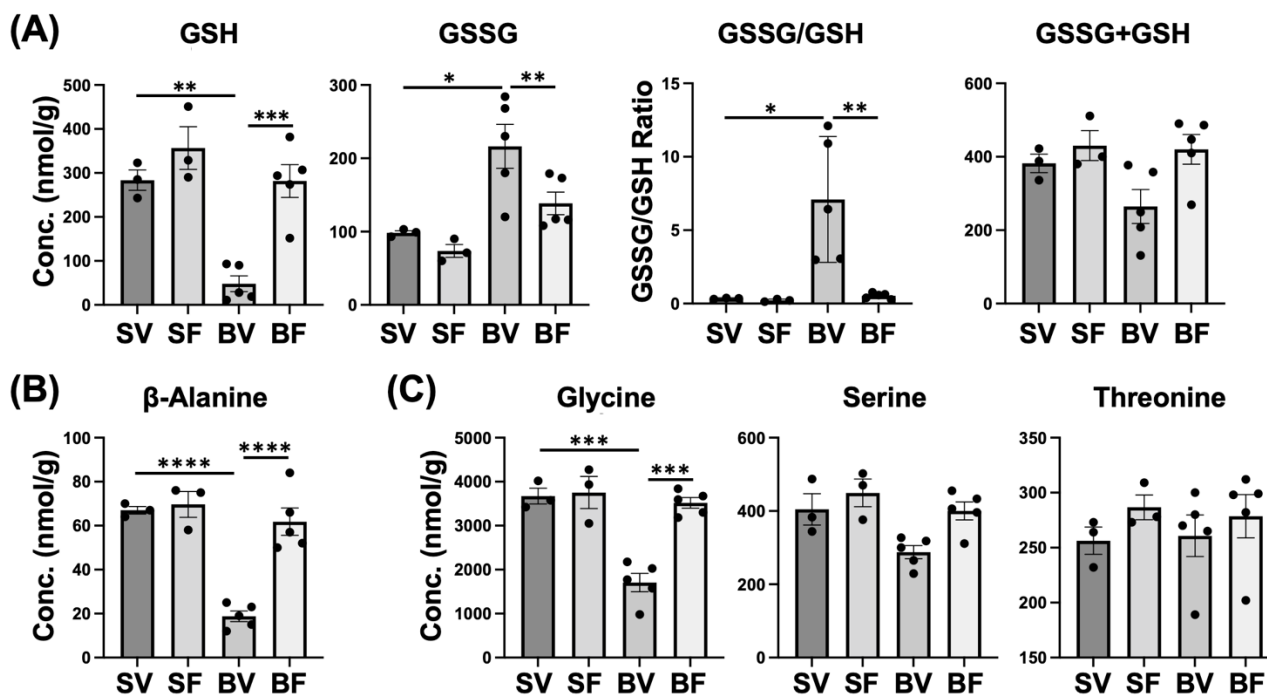 (A)
GSH
GSSG
GSSG/GSH
GSSG+GSH
Conc. (nmol/g)
500
400
300
200
100
0
**
***
SV SF BV BF
300
200
100
0
*
**
SV SF BV BF
GSSG/GSH Ratio
15
10
5
0
*
**
SV SF BV BF
600
400
200
0
SV SF BV BF
(B)
β-Alanine
Conc. (nmol/g)
100
80
60
40
20
0
****
****
SV SF BV BF
(C)
Glycine
Serine
Threonine
Conc. (nmol/g)
5000
4000
3000
2000
1000
0
***
***
SV SF BV BF
600
400
200
0
SV SF BV BF
350
300
250
200
150
SV SF BV BF